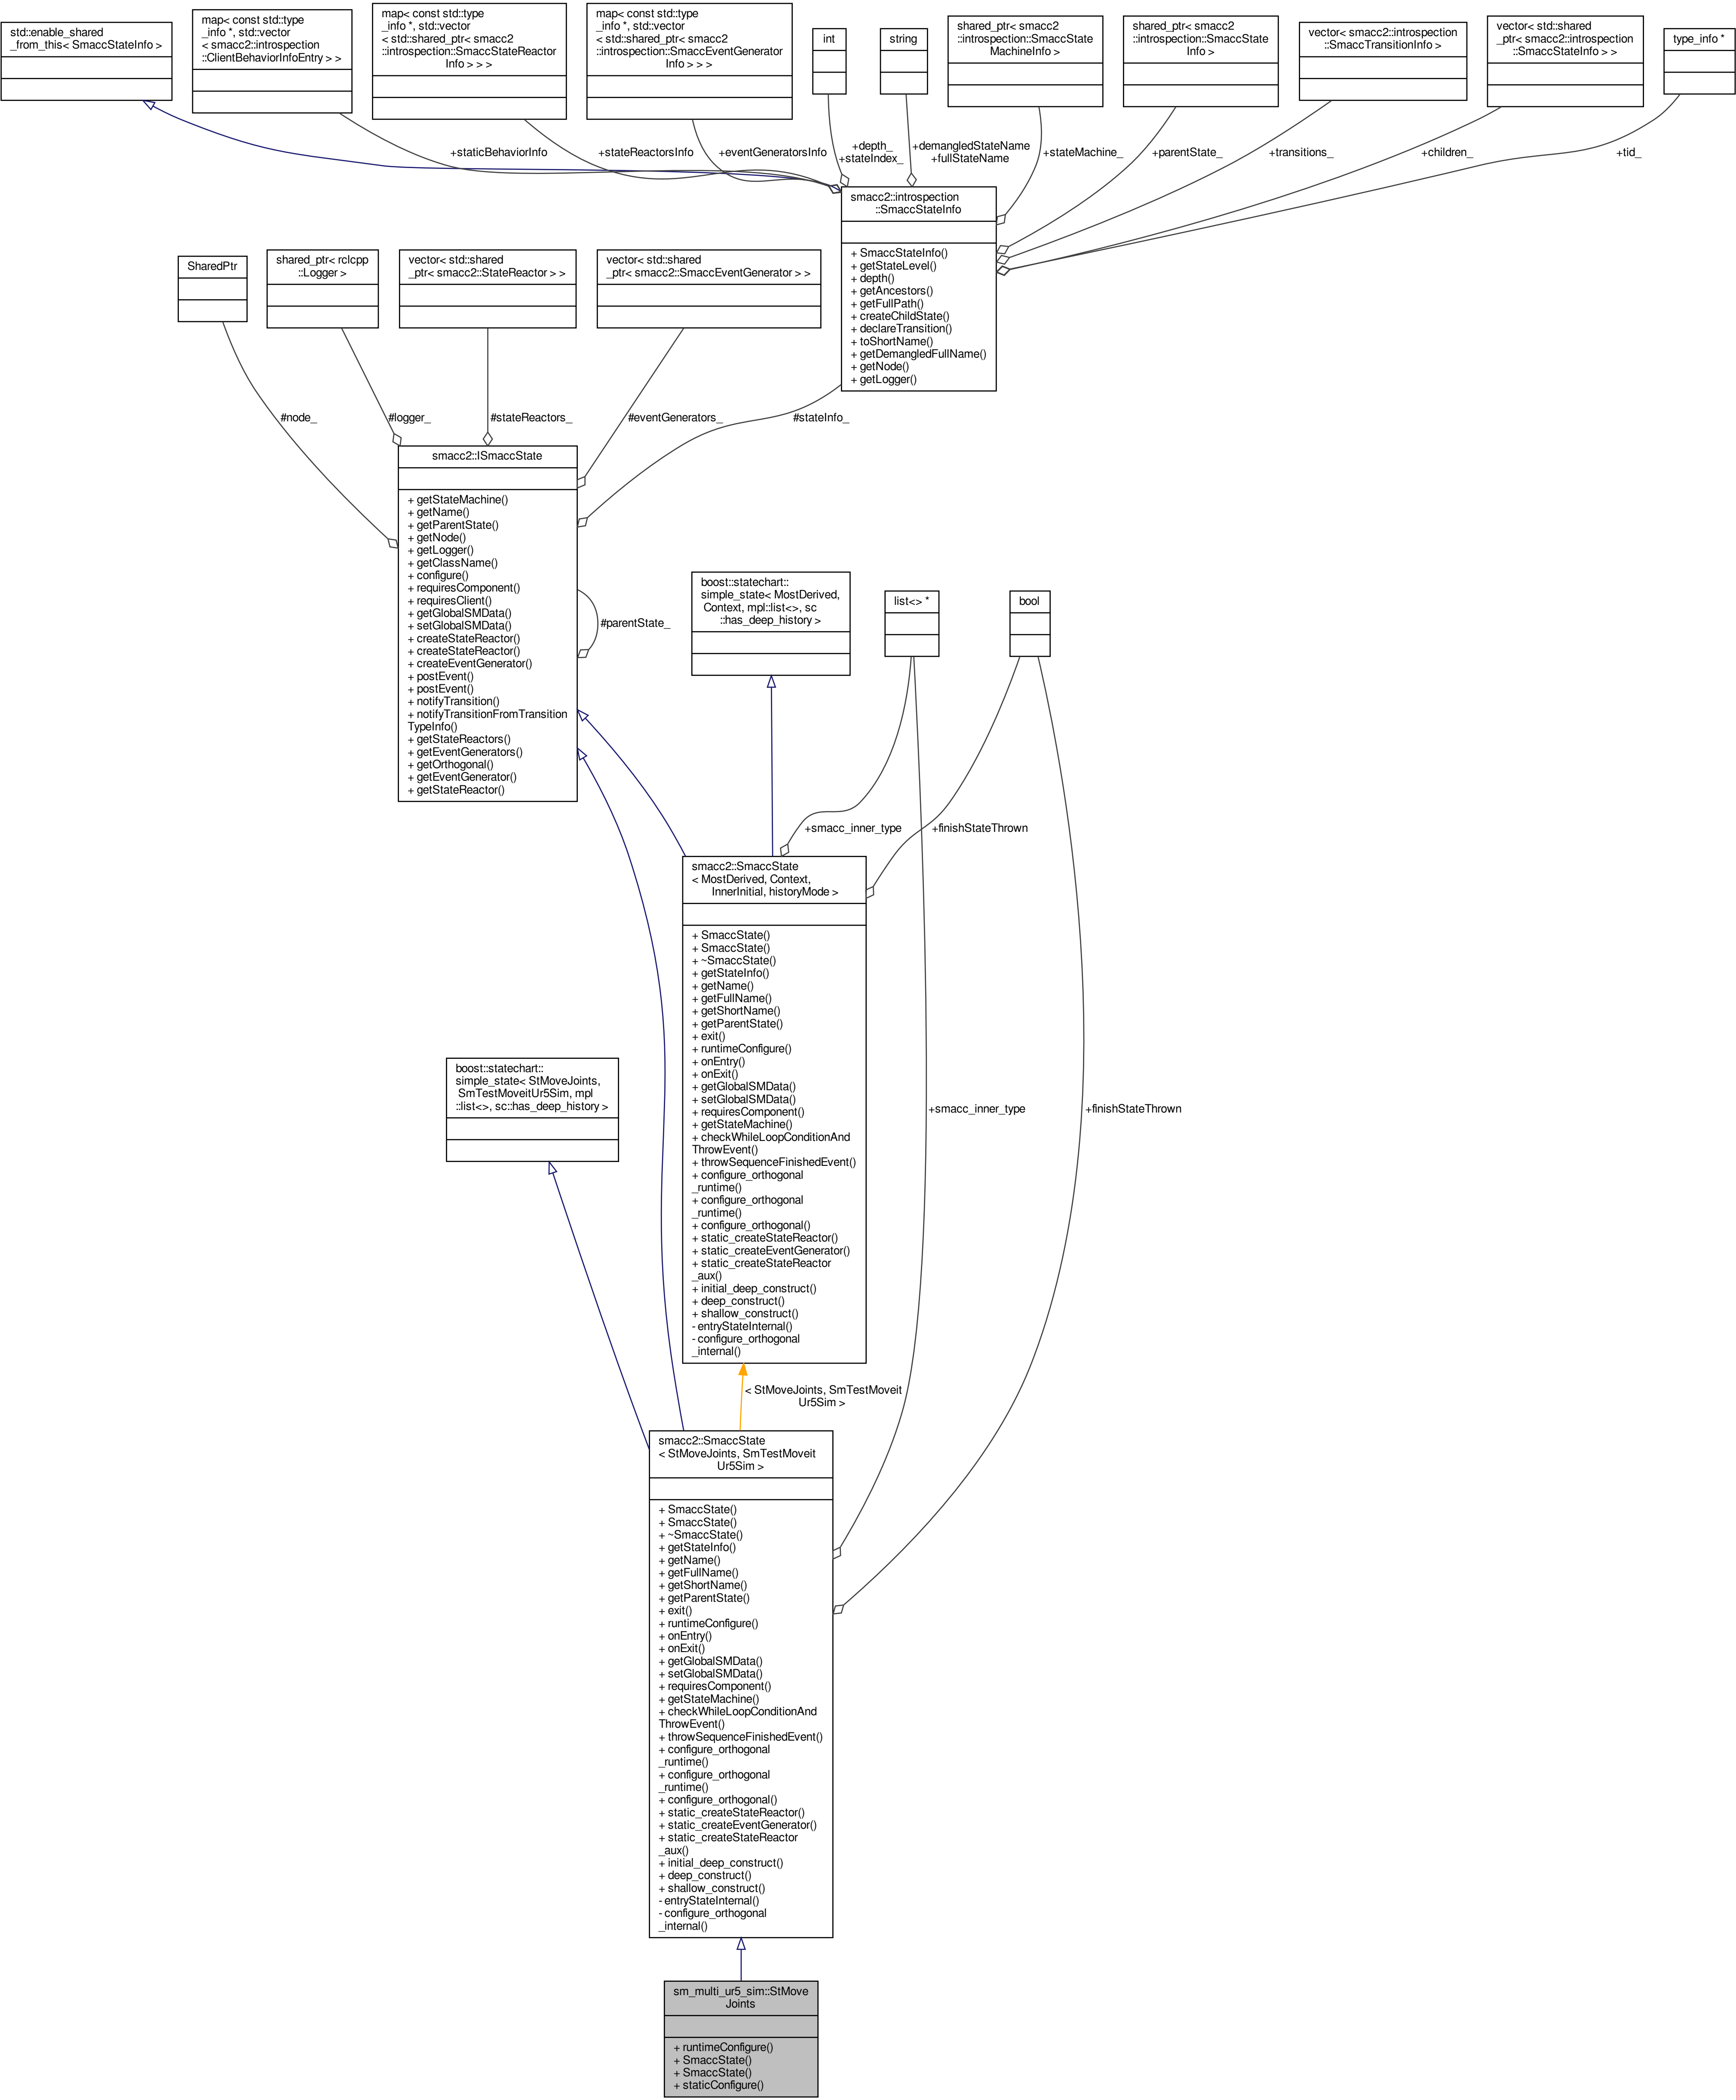 std::enable_shared
_from_this< SmaccStateInfo >
map< const std::type
_info *, std::vector
< smacc2::introspection
::ClientBehaviorInfoEntry > >
map< const std::type
_info *, std::vector
< std::shared_ptr< smacc2
::introspection::SmaccStateReactor
Info > > >
map< const std::type
_info *, std::vector
< std::shared_ptr< smacc2
::introspection::SmaccEventGenerator
Info > > >
int
string
shared_ptr< smacc2
::introspection::SmaccState
MachineInfo >
shared_ptr< smacc2
::introspection::SmaccState
Info >
vector< smacc2::introspection
::SmaccTransitionInfo >
vector< std::shared
_ptr< smacc2::introspection
::SmaccStateInfo > >
type_info *
+staticBehaviorInfo
+stateReactorsInfo
+eventGeneratorsInfo
+depth_
+stateIndex_
+demangledStateName
+fullStateName
+stateMachine_
+parentState_
+transitions_
+children_
+tid_
smacc2::introspection
::SmaccStateInfo
+ SmaccStateInfo()
+ getStateLevel()
+ depth()
+ getAncestors()
+ getFullPath()
+ createChildState()
+ declareTransition()
+ toShortName()
+ getDemangledFullName()
+ getNode()
+ getLogger()
SharedPtr
shared_ptr< rclcpp
::Logger >
vector< std::shared
_ptr< smacc2::StateReactor > >
vector< std::shared
_ptr< smacc2::SmaccEventGenerator > >
#node_
#logger_
#stateReactors_
#eventGenerators_
#stateInfo_
smacc2::ISmaccState
+ getStateMachine()
+ getName()
+ getParentState()
+ getNode()
+ getLogger()
+ getClassName()
+ configure()
+ requiresComponent()
+ requiresClient()
+ getGlobalSMData()
+ setGlobalSMData()
+ createStateReactor()
+ createStateReactor()
+ createEventGenerator()
+ postEvent()
+ postEvent()
+ notifyTransition()
+ notifyTransitionFromTransition
TypeInfo()
+ getStateReactors()
+ getEventGenerators()
+ getOrthogonal()
+ getEventGenerator()
+ getStateReactor()
#parentState_
boost::statechart::
simple_state< MostDerived,
Context, mpl::list<>, sc
::has_deep_history >
list<> *
bool
+smacc_inner_type
+finishStateThrown
smacc2::SmaccState
< MostDerived, Context,
InnerInitial, historyMode >
+ SmaccState()
+ SmaccState()
+ ~SmaccState()
+ getStateInfo()
+ getName()
+ getFullName()
+ getShortName()
+ getParentState()
+ exit()
+ runtimeConfigure()
+ onEntry()
+ onExit()
+ getGlobalSMData()
+ setGlobalSMData()
+ requiresComponent()
+ getStateMachine()
+ checkWhileLoopConditionAnd
ThrowEvent()
+ throwSequenceFinishedEvent()
+ configure_orthogonal
_runtime()
+ configure_orthogonal
_runtime()
+ configure_orthogonal()
+ static_createStateReactor()
+ static_createEventGenerator()
+ static_createStateReactor
_aux()
+ initial_deep_construct()
+ deep_construct()
+ shallow_construct()
- entryStateInternal()
- configure_orthogonal
_internal()
boost::statechart::
simple_state< StMoveJoints,
SmTestMoveitUr5Sim, mpl
::list<>, sc::has_deep_history >
+smacc_inner_type
+finishStateThrown
< StMoveJoints, SmTestMoveit
Ur5Sim >
smacc2::SmaccState
< StMoveJoints, SmTestMoveit
Ur5Sim >
+ SmaccState()
+ SmaccState()
+ ~SmaccState()
+ getStateInfo()
+ getName()
+ getFullName()
+ getShortName()
+ getParentState()
+ exit()
+ runtimeConfigure()
+ onEntry()
+ onExit()
+ getGlobalSMData()
+ setGlobalSMData()
+ requiresComponent()
+ getStateMachine()
+ checkWhileLoopConditionAnd
ThrowEvent()
+ throwSequenceFinishedEvent()
+ configure_orthogonal
_runtime()
+ configure_orthogonal
_runtime()
+ configure_orthogonal()
+ static_createStateReactor()
+ static_createEventGenerator()
+ static_createStateReactor
_aux()
+ initial_deep_construct()
+ deep_construct()
+ shallow_construct()
- entryStateInternal()
- configure_orthogonal
_internal()
sm_multi_ur5_sim::StMove
Joints
+ runtimeConfigure()
+ SmaccState()
+ SmaccState()
+ staticConfigure()